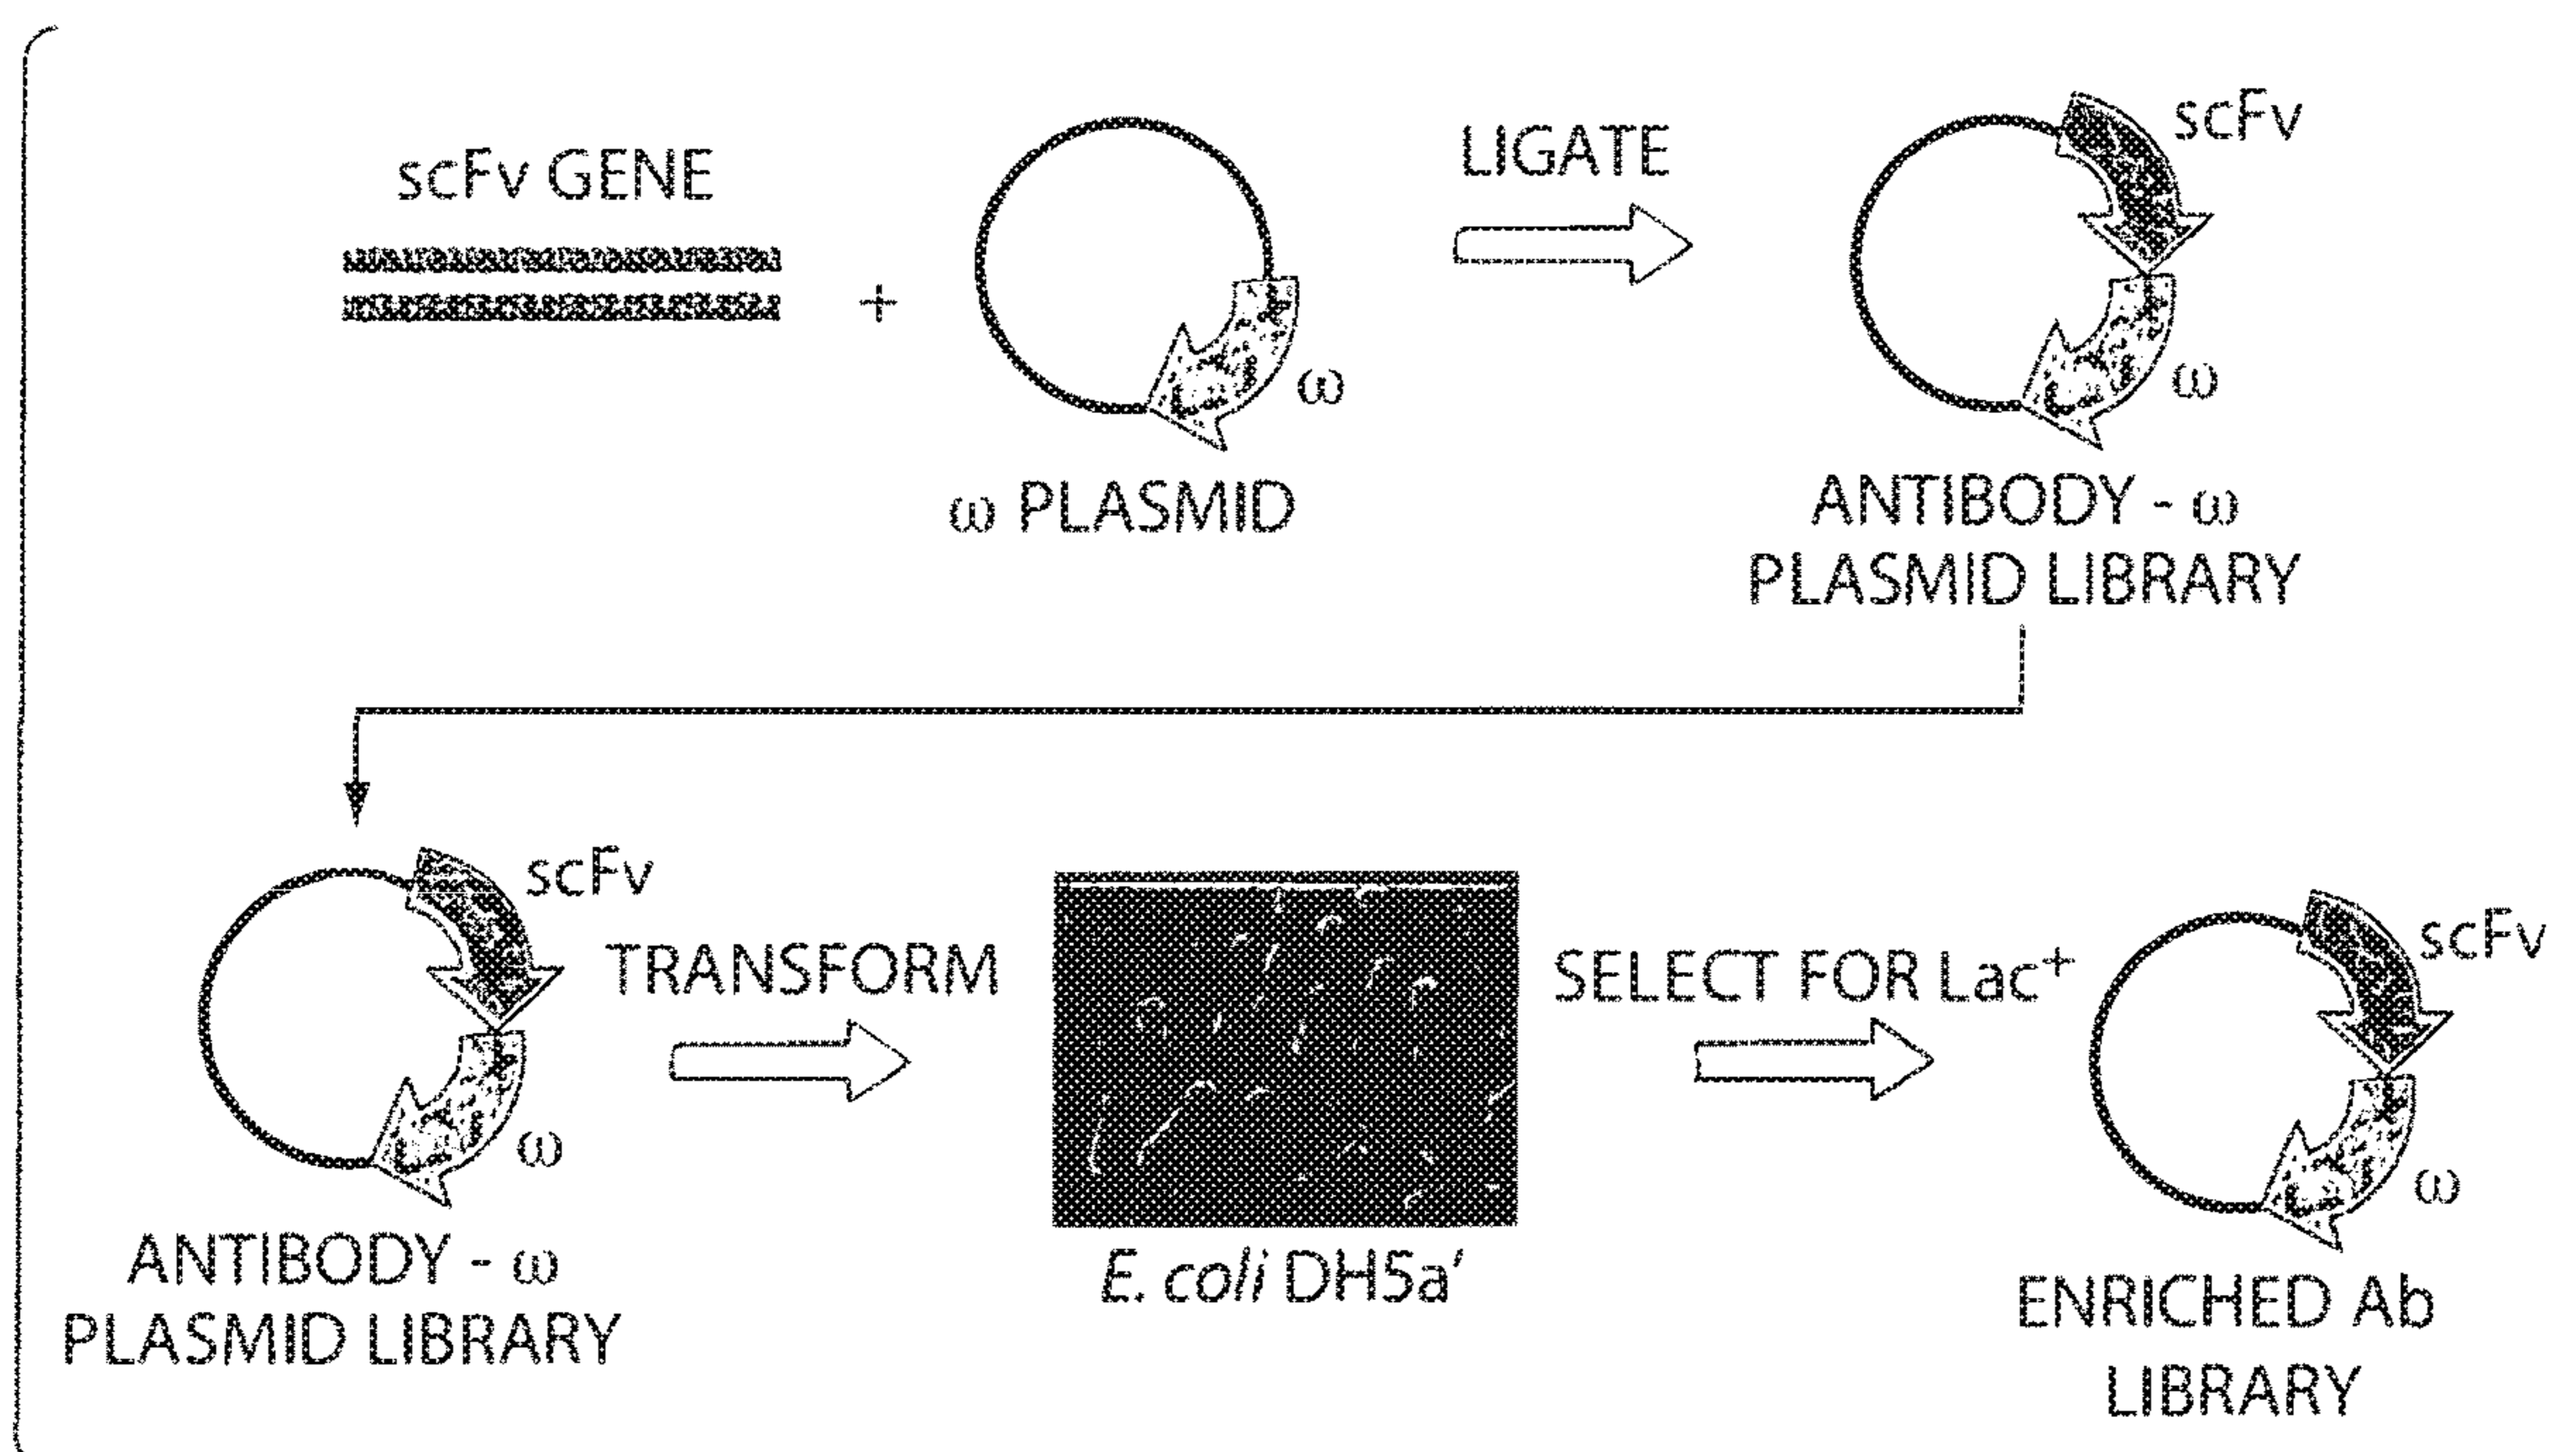 scFv GENE
+
ω
ω PLASMID
LIGATE
scFv
ω
ANTIBODY - ω
PLASMID LIBRARY
scFv
ω
ANTIBODY - ω
PLASMID LIBRARY
TRANSFORM
E. coli DH5a′
SELECT FOR Lac⁺
scFv
ω
ENRICHED Ab
LIBRARY